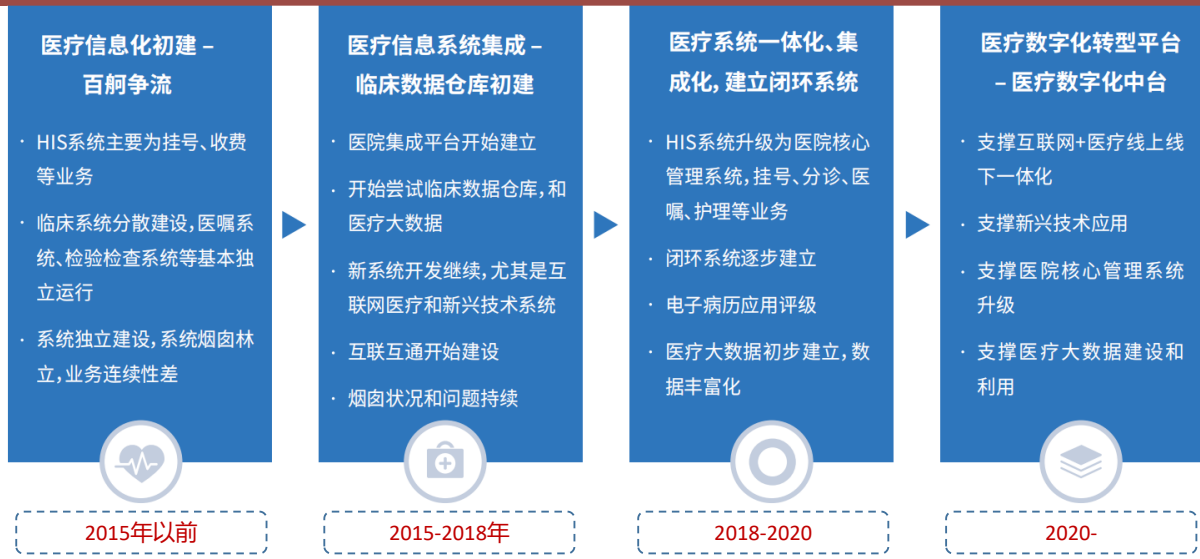 医疗信息化初建 –
百舸争流
· HIS系统主要为挂号、收费
等业务
· 临床系统分散建设，医嘱系
统、检验检查系统等基本独
立运行
· 系统独立建设，系统烟囱林
立，业务连续性差
2015年以前
医疗信息系统集成 –
临床数据仓库初建
· 医院集成平台开始建立
· 开始尝试临床数据仓库，和
医疗大数据
· 新系统开发继续，尤其是互
联网医疗和新兴技术系统
· 互联互通开始建设
· 烟囱状况和问题持续
2015-2018年
医疗系统一体化、集
成化，建立闭环系统
· HIS系统升级为医院核心
管理系统，挂号、分诊、医
嘱、护理等业务
· 闭环系统逐步建立
· 电子病历应用评级
· 医疗大数据初步建立，数
据丰富化
2018-2020
医疗数字化转型平台
– 医疗数字化中台
· 支撑互联网+医疗线上线
下一体化
· 支撑新兴技术应用
· 支撑医院核心管理系统
升级
· 支撑医疗大数据建设和
利用
2020-